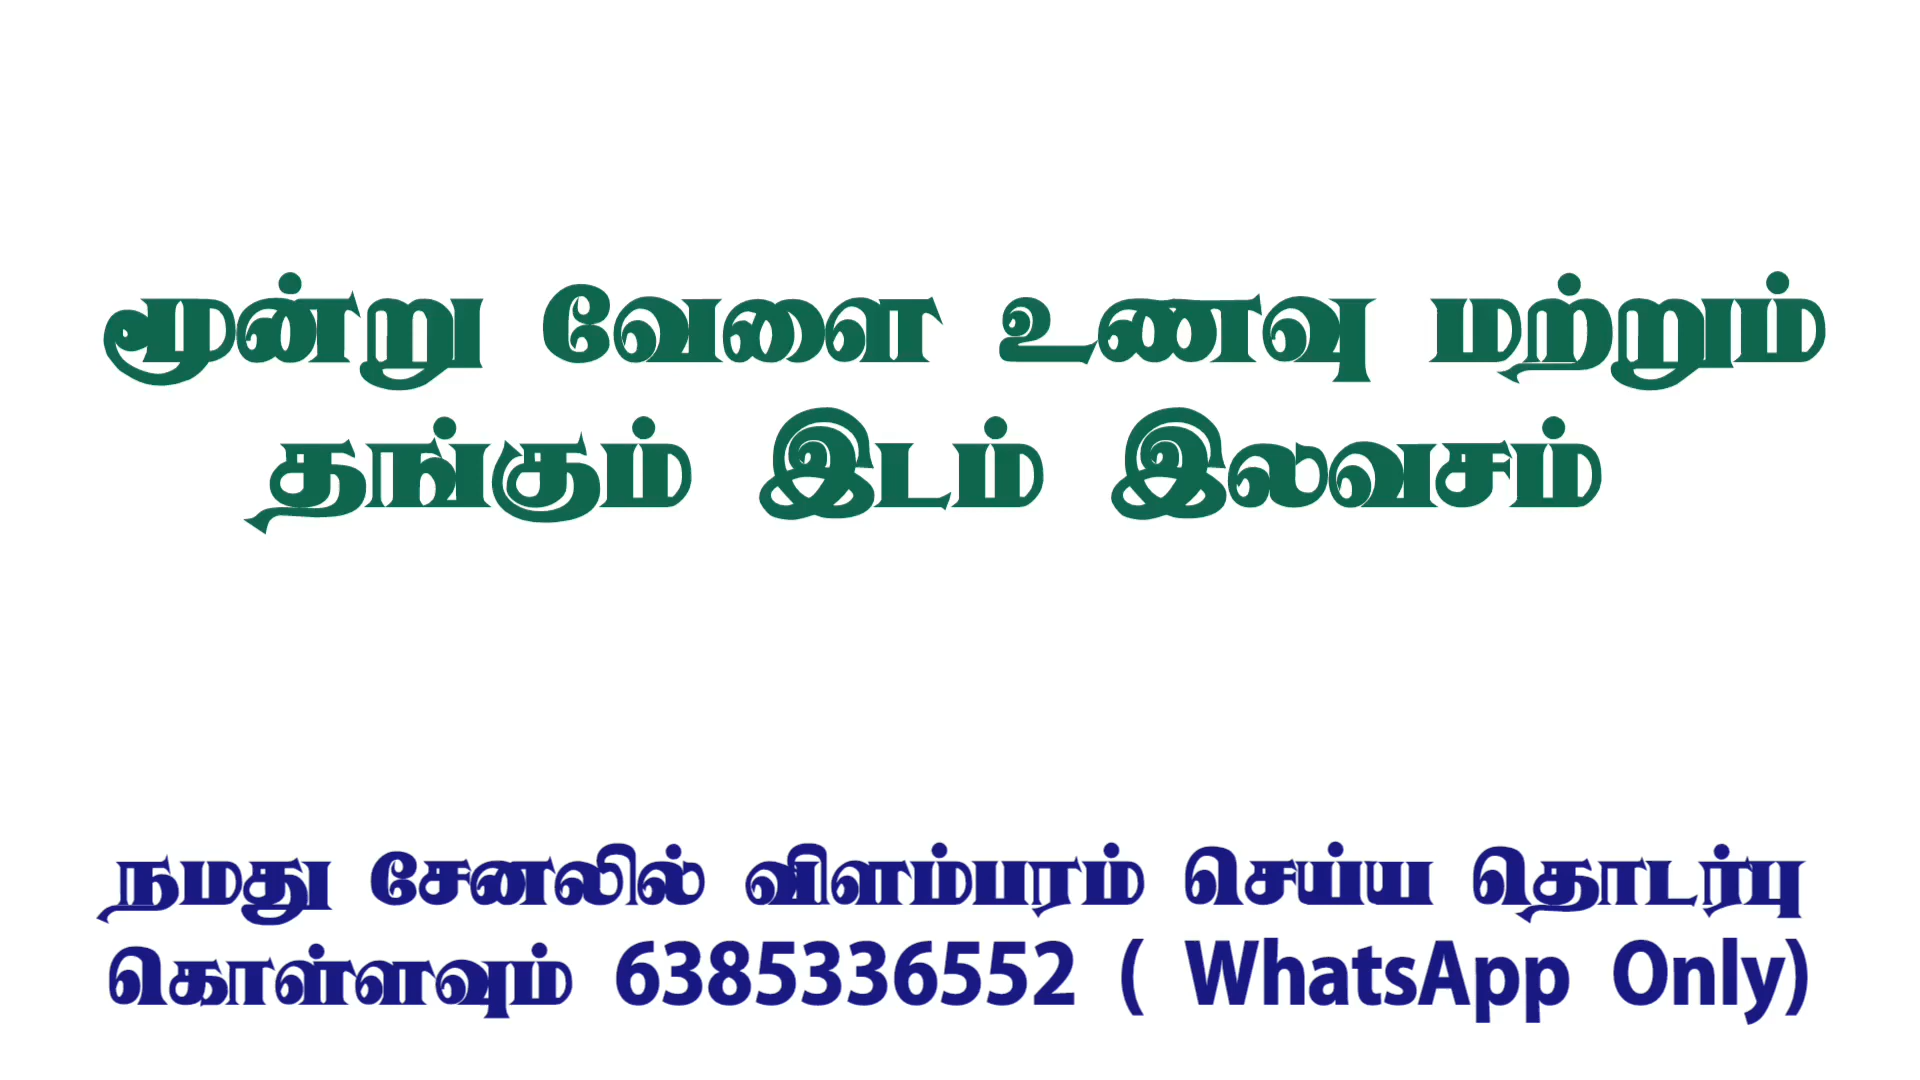 மூன்று வேளை உணவு மற்றும்
தங்கும் இடம் இலவசம்
நமது சேனலில் விளம்பரம் செய்ய தொடர்பு
கொள்ளவும் 6385336552 ( WhatsApp Only)